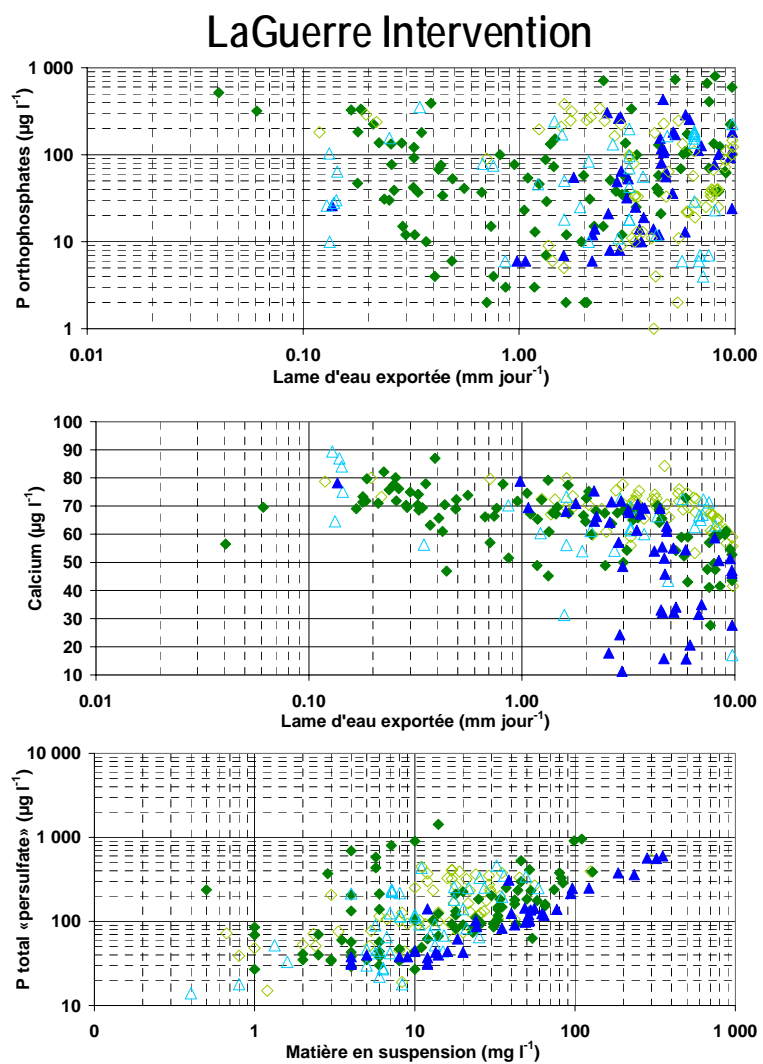 LaGuerre Intervention
P orthophosphates (µg l-1)
1 000
100
10
1
0.01 0.10 1.00 10.00
Lame d'eau exportée (mm jour-1)
Calcium (µg l-1)
100
90
80
70
60
50
40
30
20
10
0.01 0.10 1.00 10.00
Lame d'eau exportée (mm jour-1)
P total «persulfate» (µg l-1)
10 000
1 000
100
10
0 1 10 100 1 000
Matière en suspension (mg l-1)